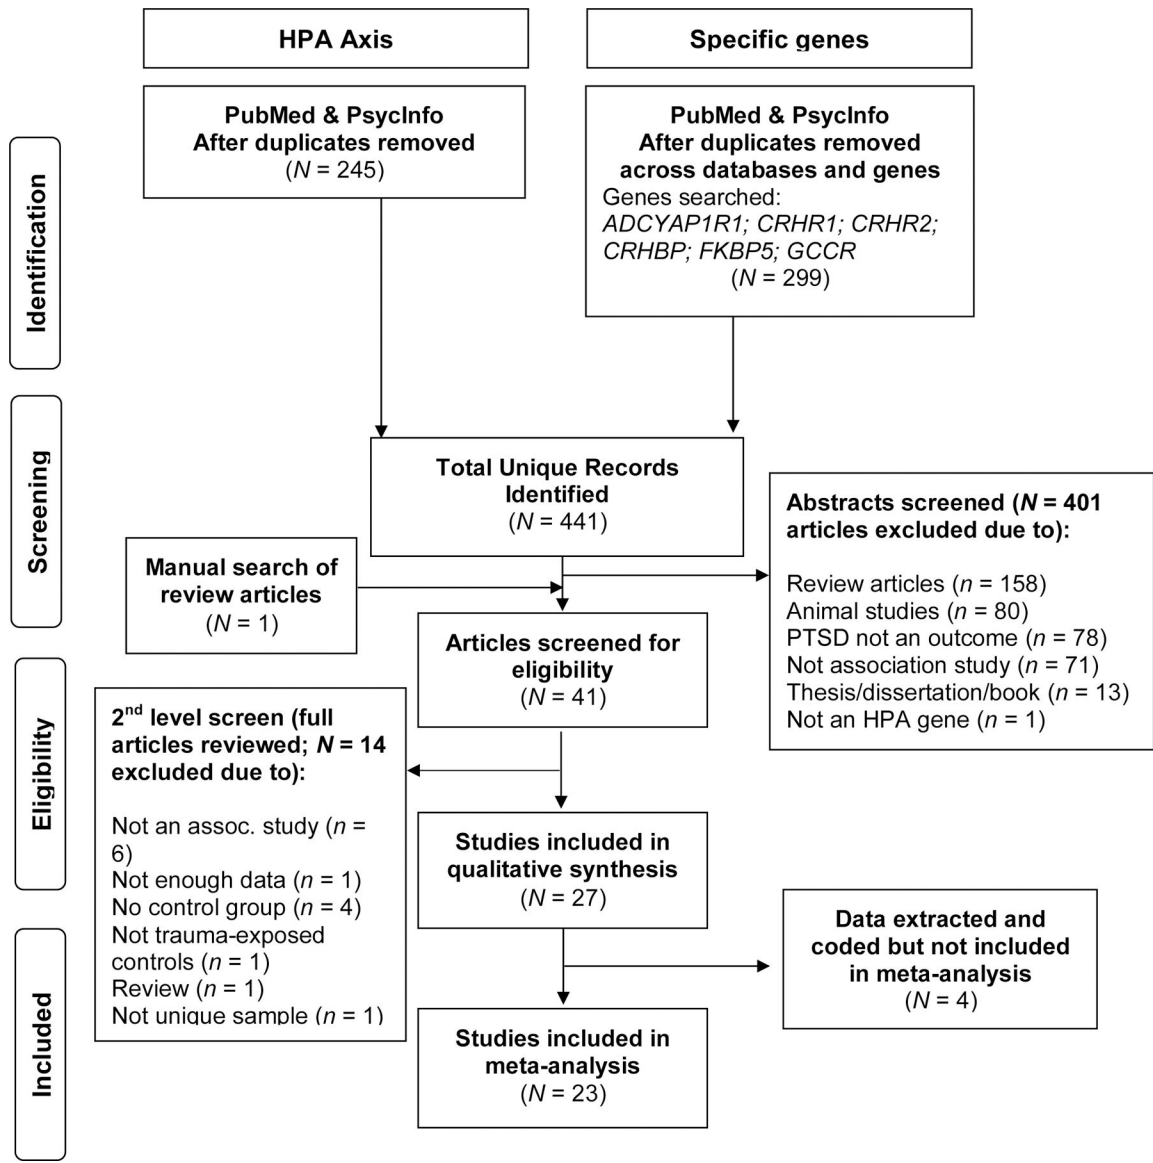 HPA Axis
Specific genes
PubMed & PsycInfo
After duplicates removed
(N = 245)
PubMed & PsycInfo
After duplicates removed
across databases and genes
Genes searched:
ADCYAP1R1; CRHR1; CRHR2;
CRHBP; FKBP5; GCCR
(N = 299)
Identification
Screening
Total Unique Records
Identified
(N = 441)
Abstracts screened (N = 401
articles excluded due to):
Review articles (n = 158)
Animal studies (n = 80)
PTSD not an outcome (n = 78)
Not association study (n = 71)
Thesis/dissertation/book (n = 13)
Not an HPA gene (n = 1)
Manual search of
review articles
(N = 1)
Articles screened for
eligibility
(N = 41)
Eligibility
2nd level screen (full
articles reviewed; N = 14
excluded due to):
Not an assoc. study (n =
6)
Not enough data (n = 1)
No control group (n = 4)
Not trauma-exposed
controls (n = 1)
Review (n = 1)
Not unique sample (n = 1)
Studies included in
qualitative synthesis
(N = 27)
Data extracted and
coded but not included
in meta-analysis
(N = 4)
Included
Studies included in
meta-analysis
(N = 23)